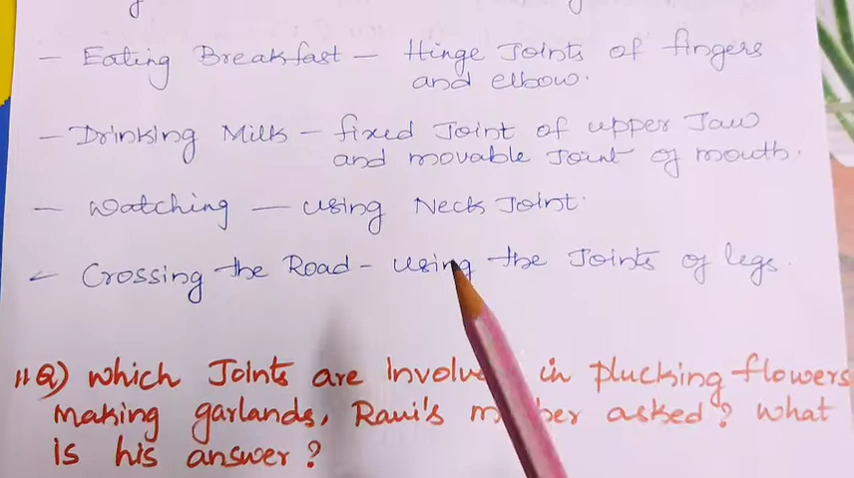 - Eating Breakfast - Hinge Joints of fingers
and elbow.
- Drinking Milk - fixed Joint of upper Jaw
and movable Joint of mouth.
- Watching - using Neck Joint.
- Crossing the Road - using the Joints of legs.
11Q) which Joints are in plucking flowers
making garlands, Ravi's asked? what
is his answer?